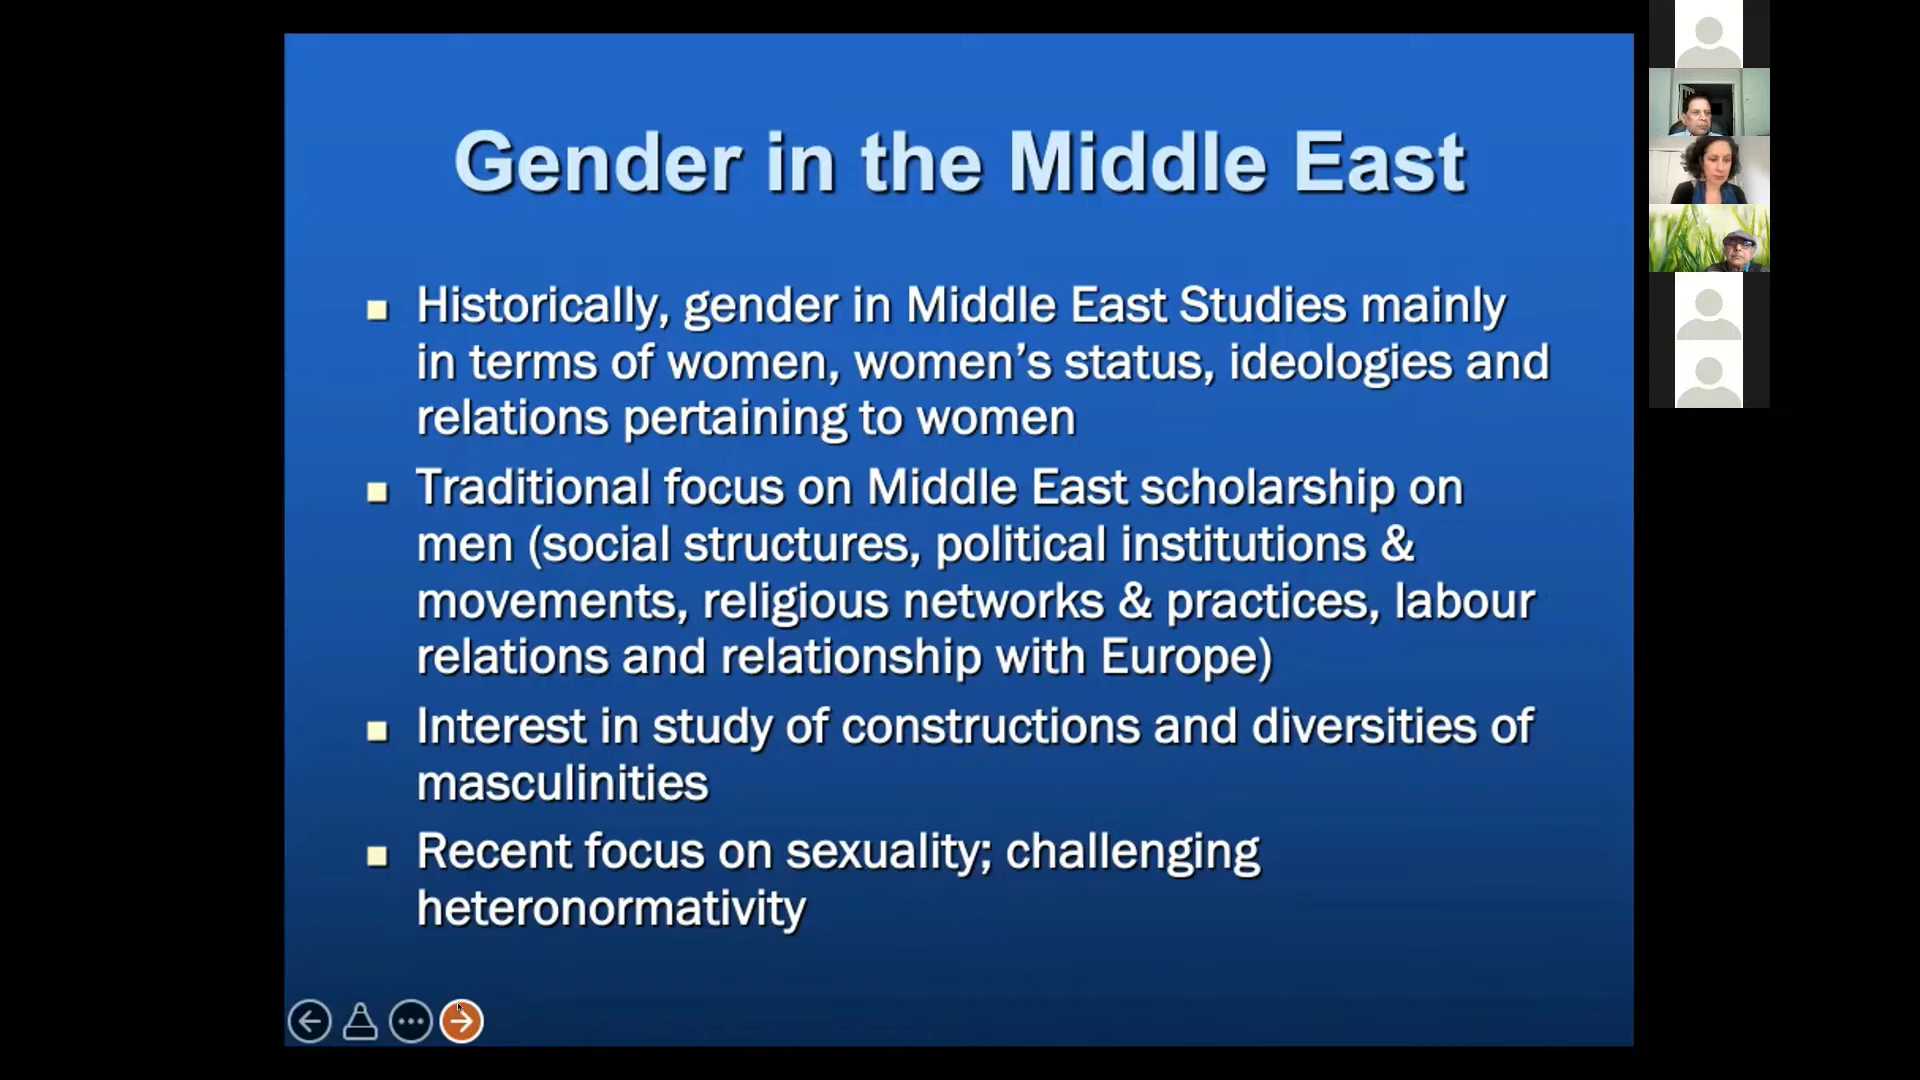 Gender in the Middle East
Historically, gender in Middle East Studies mainly
in terms of women, women’s status, ideologies and
relations pertaining to women
Traditional focus on Middle East scholarship on
men (social structures, political institutions &
movements, religious networks & practices, labour
relations and relationship with Europe)
Interest in study of constructions and diversities of
masculinities
Recent focus on sexuality; challenging
heteronormativity